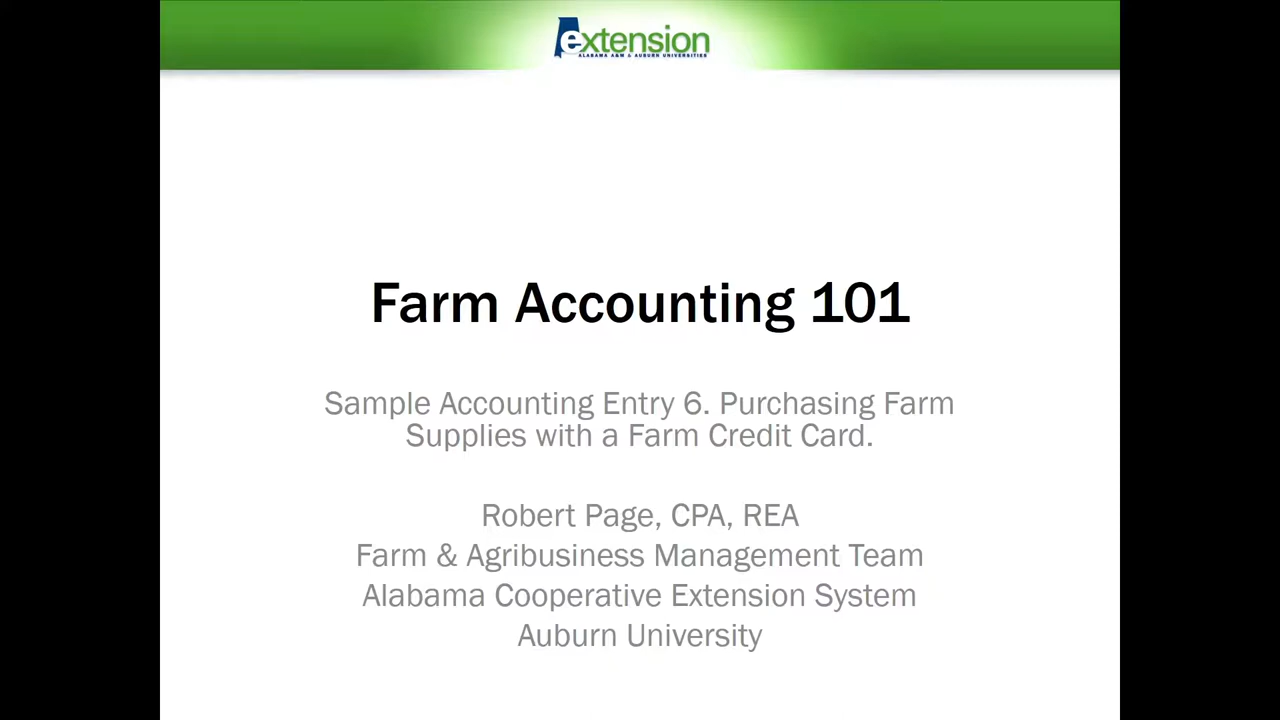 extension
ALABAMA A&M & AUBURN UNIVERSITIES
Farm Accounting 101
Sample Accounting Entry 6. Purchasing Farm
Supplies with a Farm Credit Card.
Robert Page, CPA, REA
Farm & Agribusiness Management Team
Alabama Cooperative Extension System
Auburn University